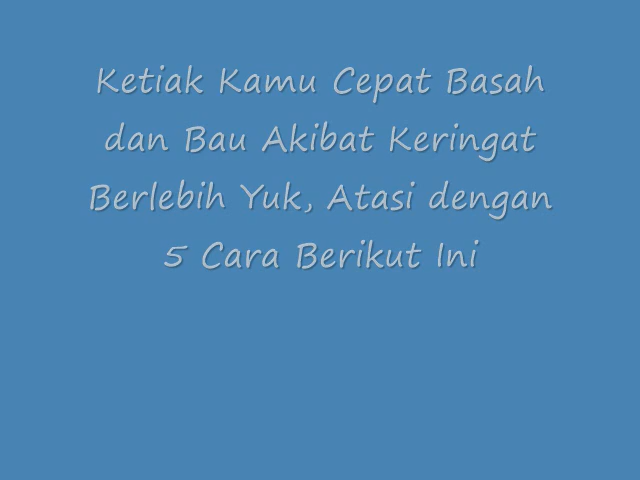 Ketiak Kamu Cepat Basah
dan Bau Akibat Keringat
Berlebih Yuk, Atasi dengan
5 Cara Berikut Ini